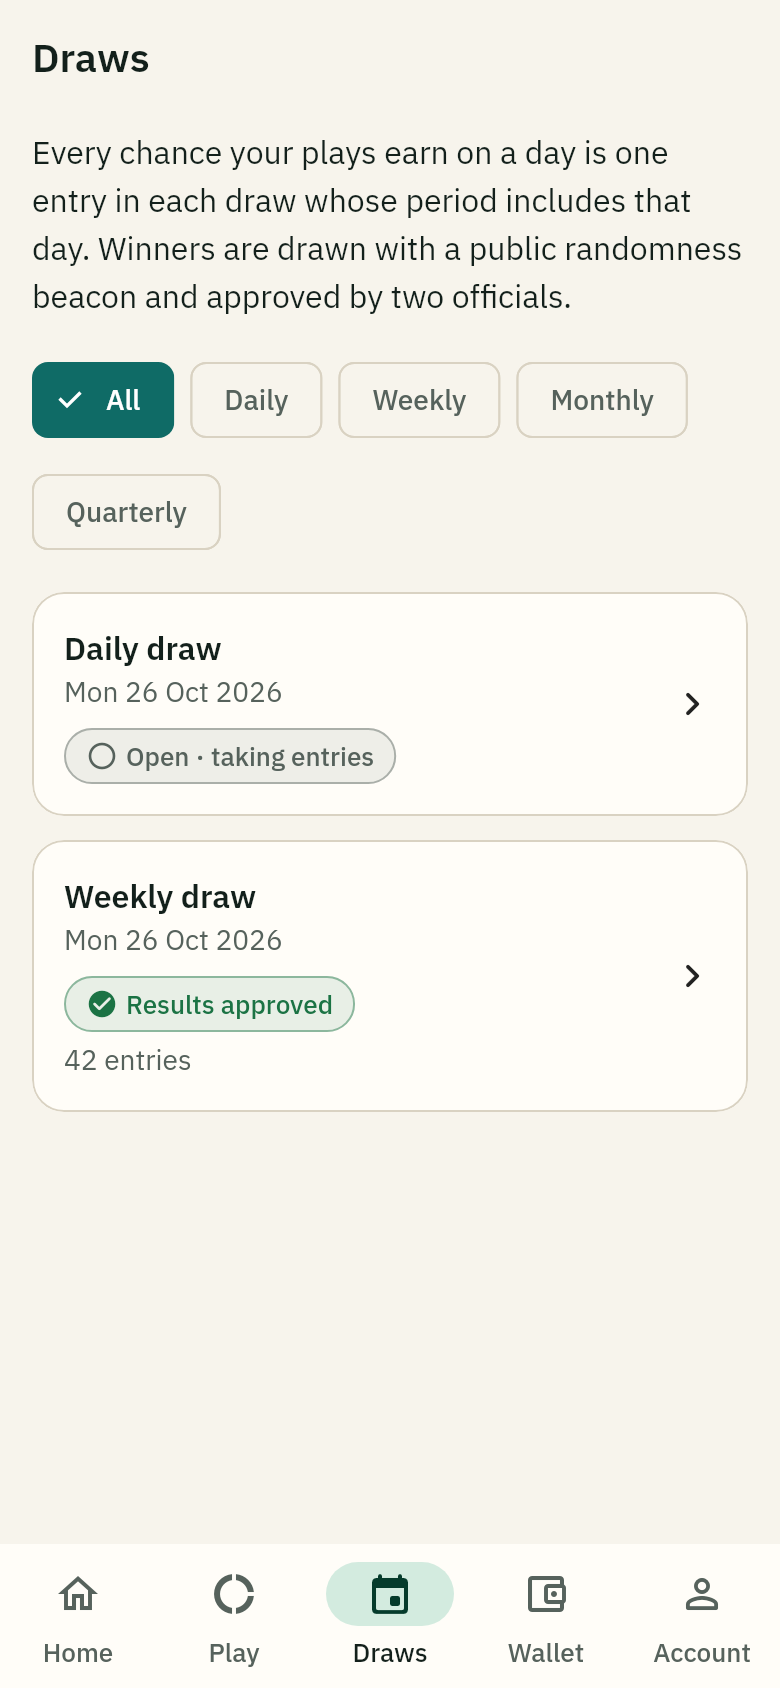 Draws
Every chance your plays earn on a day is one
entry in each draw whose period includes that
day. Winners are drawn with a public randomness
beacon and approved by two officials.
All
Daily
Weekly
Monthly
Quarterly
Daily draw
Mon 26 Oct 2026
Open · taking entries
Weekly draw
Mon 26 Oct 2026
Results approved
42 entries
Home
Play
Draws
Wallet
Account